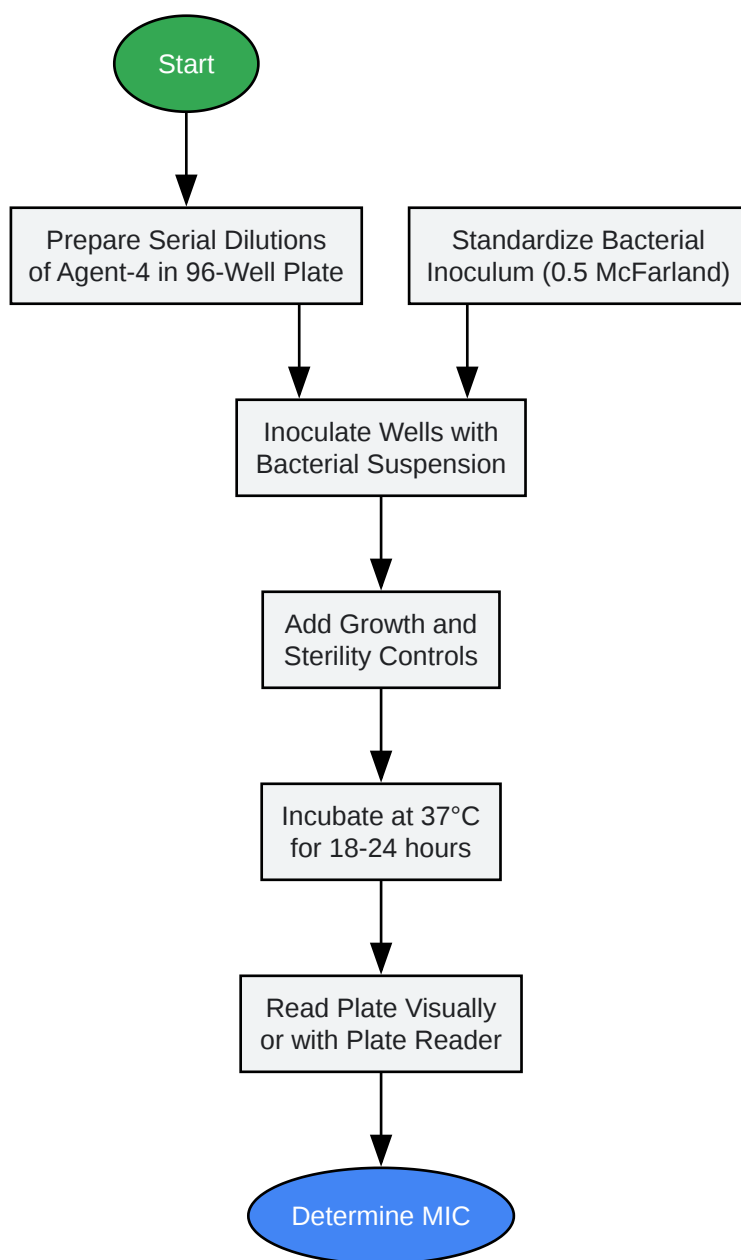 Start
Prepare Serial Dilutions
of Agent-4 in 96-Well Plate
Standardize Bacterial
Inoculum (0.5 McFarland)
Inoculate Wells with
Bacterial Suspension
Add Growth and
Sterility Controls
Incubate at 37°C
for 18-24 hours
Read Plate Visually
or with Plate Reader
Determine MIC